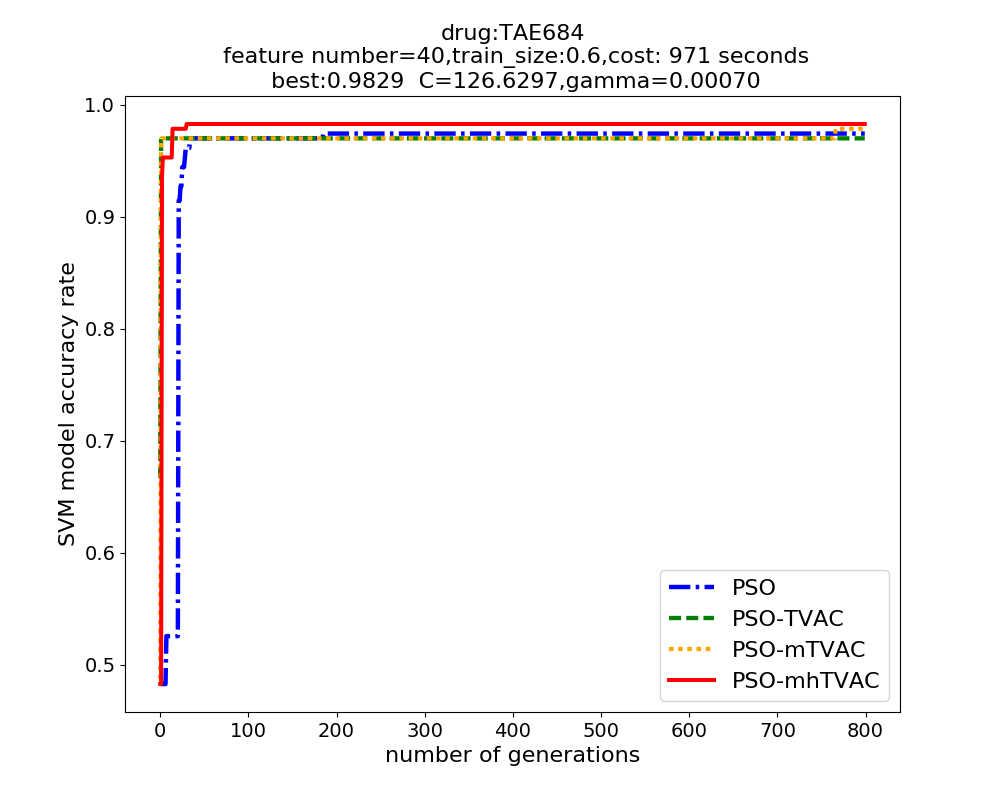 drug:TAE684
feature number=40,train_size:0.6,cost: 971 seconds
best:0.9829  C=126.6297,gamma=0.00070
1.0
0.9
0.8
0.7
0.6
0.5
SVM model accuracy rate
PSO
PSO-TVAC
PSO-mTVAC
PSO-mhTVAC
0 100 200 300 400 500 600 700 800
number of generations